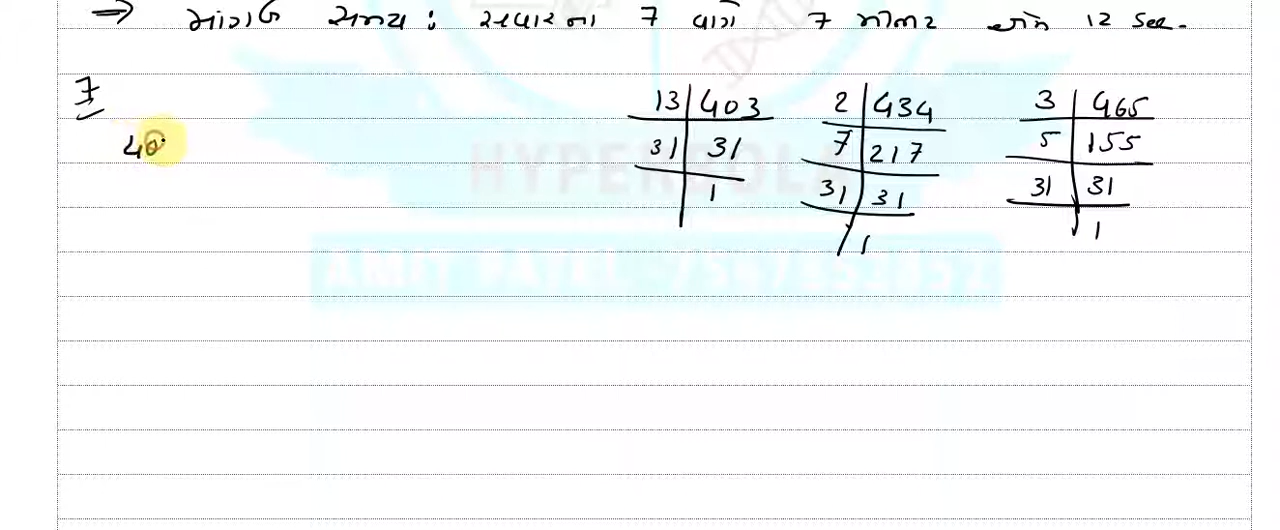 ⇒ માંગેલ સમય : સવારના 7 વાગે 7 મીનિટ અને 12 Sec.
7
40
13 | 403 2 | 434 3 | 465
31 | 31 7 | 217 5 | 155
1 31 | 31 31 | 31
1 1
HYPERBOLA